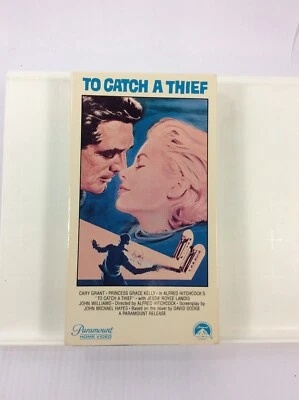 TO CATCH A THIEF
CARY GRANT • PRINCESS GRACE KELLY • in ALFRED HITCHCOCK'S
"TO CATCH A THIEF" • with JESSIE ROYCE LANDIS
JOHN WILLIAMS • Directed by ALFRED HITCHCOCK • Screenplay by
JOHN MICHAEL HAYES • Based on the novel by DAVID DODGE
A PARAMOUNT RELEASE
Paramount
HOME VIDEO